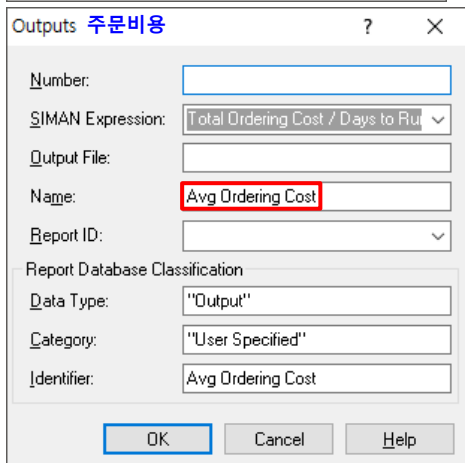 Outputs 주문비용 ? ×
Number:
SIMAN Expression: Total Ordering Cost / Days to Ru
Output File:
Name: Avg Ordering Cost
Report ID:
Report Database Classification
Data Type: "Output"
Category: "User Specified"
Identifier: Avg Ordering Cost
OK Cancel Help